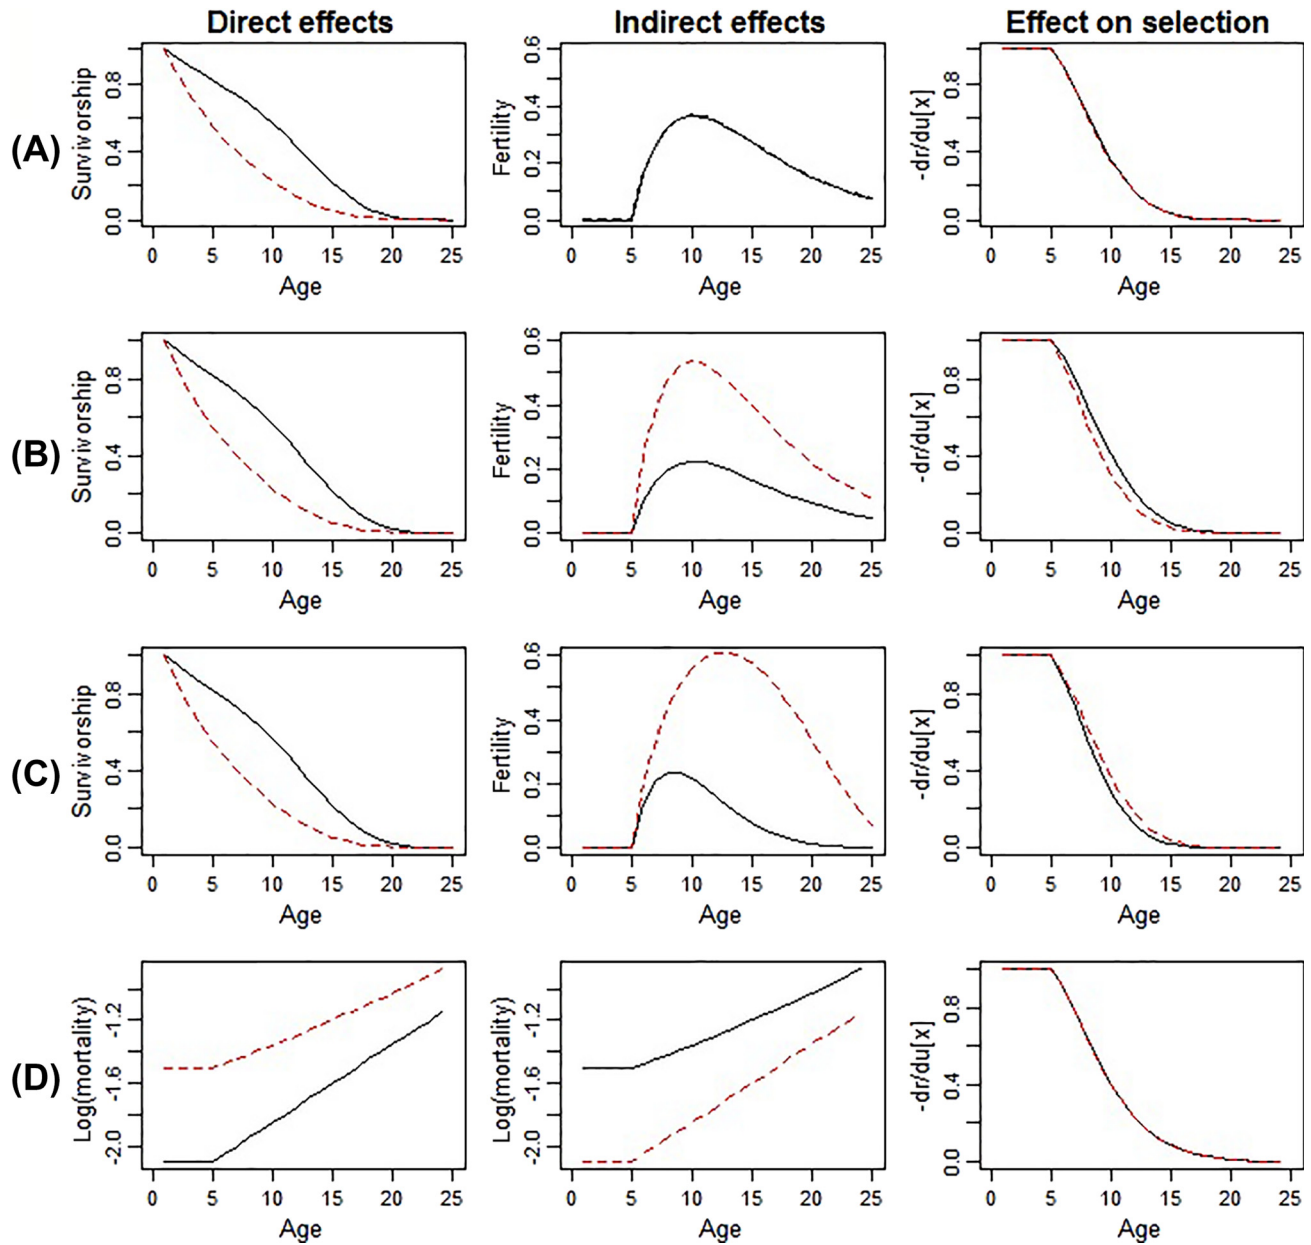 Direct effects Indirect effects Effect on selection
(A)
Survivorship
0.0 0.4 0.8
0 5 10 15 20 25
Age
Fertility
0.0 0.2 0.4 0.6
0 5 10 15 20 25
Age
-dr/du[x]
0.0 0.4 0.8
0 5 10 15 20 25
Age
(B)
Survivorship
0.0 0.4 0.8
0 5 10 15 20 25
Age
Fertility
0.0 0.2 0.4 0.6
0 5 10 15 20 25
Age
-dr/du[x]
0.0 0.4 0.8
0 5 10 15 20 25
Age
(C)
Survivorship
0.0 0.4 0.8
0 5 10 15 20 25
Age
Fertility
0.0 0.2 0.4 0.6
0 5 10 15 20 25
Age
-dr/du[x]
0.0 0.4 0.8
0 5 10 15 20 25
Age
(D)
Log(mortality)
-2.0 -1.6 -1.2
0 5 10 15 20 25
Age
Log(mortality)
-2.0 -1.6 -1.2
0 5 10 15 20 25
Age
-dr/du[x]
0.0 0.4 0.8
0 5 10 15 20 25
Age